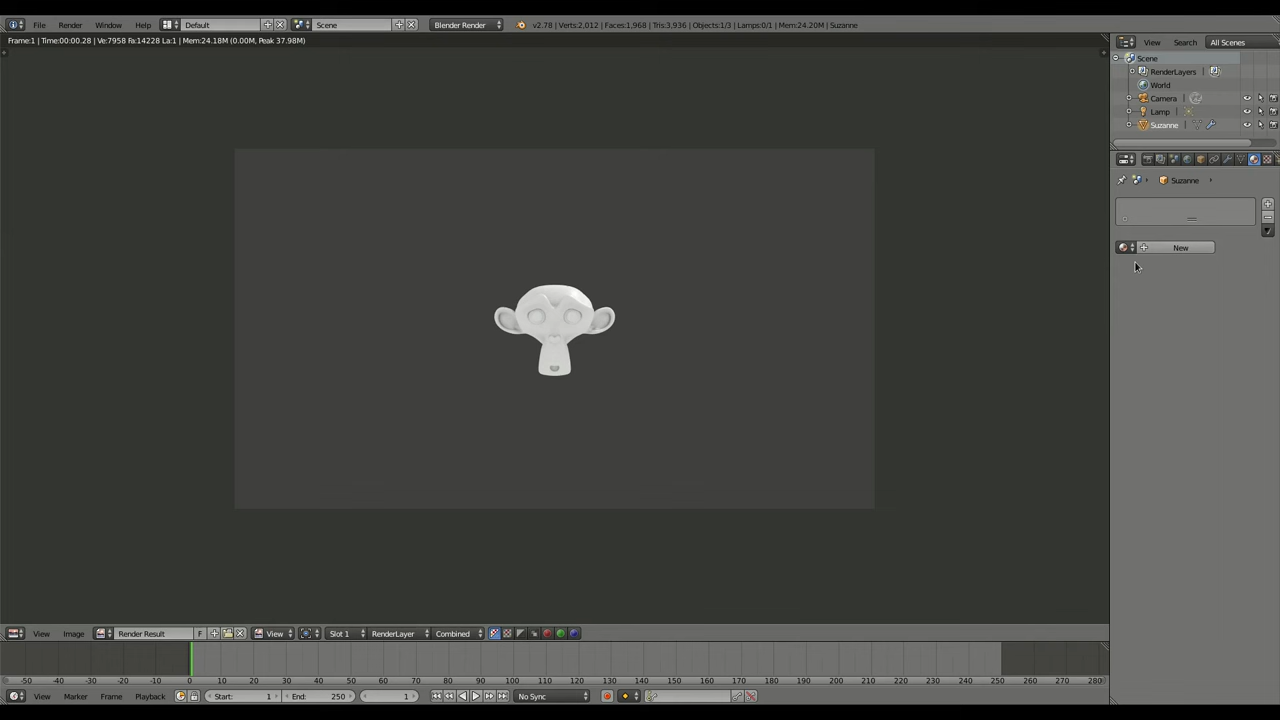 File Render Window Help Default Scene Blender Render v2.78 | Verts:2,012 | Faces:1,968 | Tris:3,936 | Objects:1/3 | Lamps:0/1 | Mem:24.20M | Suzanne
Frame:1 | Time:00:00.28 | Ve:7958 Fa:14228 La:1 | Mem:24.18M (0.00M, Peak 37.98M)
View Search All Scenes
Scene
RenderLayers
World
Camera
Lamp
Suzanne
Suzanne
New
View Image Render Result F View Slot 1 RenderLayer Combined
-50 -40 -30 -20 -10 0 10 20 30 40 50 60 70 80 90 100 110 120 130 140 150 160 170 180 190 200 210 220 230 240 250 260 270 280
View Marker Frame Playback Start: 1 End: 250 1 No Sync